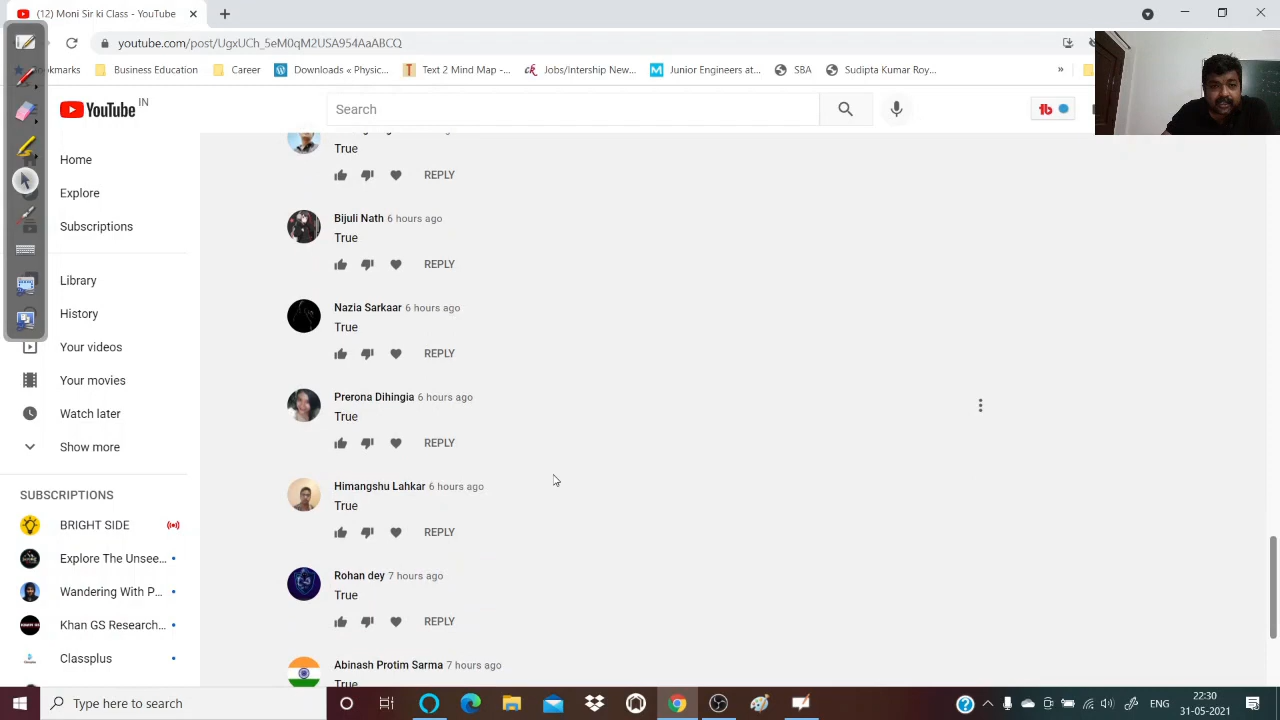 (12) Moni Sir ki Class - YouTube
youtube.com/post/UgxUCh_5eM0qM2USA954AaABCQ
Bookmarks
Business Education
Career
Downloads « Physic...
Text 2 Mind Map -...
Jobs/Intership New...
Junior Engineers at...
SBA
Sudipta Kumar Roy...
»
YouTube IN
Search
Home
Explore
Subscriptions
Library
History
Your videos
Your movies
Watch later
Show more
SUBSCRIPTIONS
BRIGHT SIDE
Explore The Unsee...
Wandering With P...
Khan GS Research...
Classplus
True
REPLY
Bijuli Nath 6 hours ago
True
REPLY
Nazia Sarkaar 6 hours ago
True
REPLY
Prerona Dihingia 6 hours ago
True
REPLY
Himangshu Lahkar 6 hours ago
True
REPLY
Rohan dey 7 hours ago
True
REPLY
Abinash Protim Sarma 7 hours ago
True
Type here to search
ENG
22:30
31-05-2021